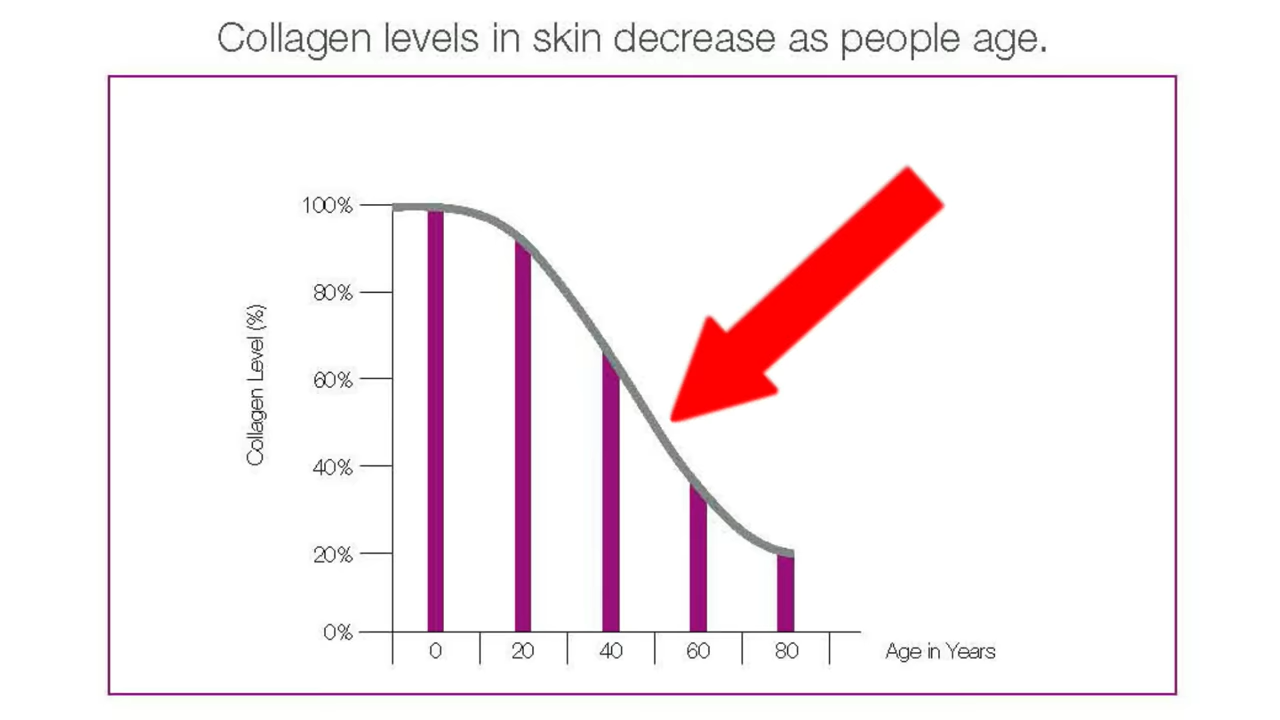 Collagen levels in skin decrease as people age.
100%
80%
60%
40%
20%
0%
Collagen Level (%)
0 20 40 60 80 Age in Years